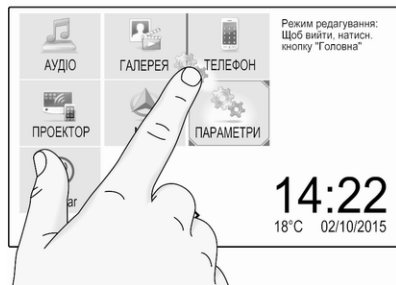 АУДІО
ГАЛЕРЕЯ
ТЕЛЕФОН
Режим редагування:
Щоб вийти, натисн.
кнопку "Головна"
ПРОЕКТОР
ПАРАМЕТРИ
14:22
18°C 02/10/2015